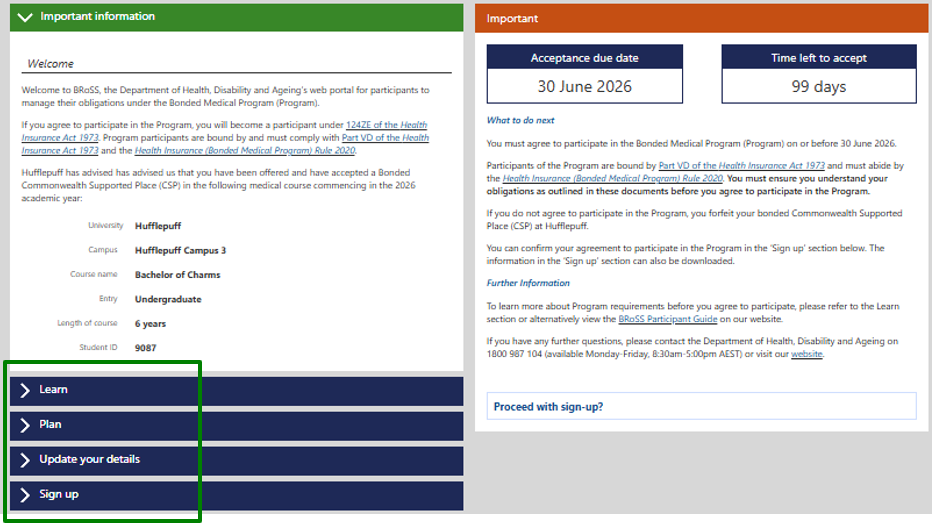 Important information
Welcome
Welcome to BRoSS, the Department of Health, Disability and Ageing's web portal for participants to
manage their obligations under the Bonded Medical Program (Program).
If you agree to participate in the Program, you will become a participant under 124ZE of the Health
Insurance Act 1973. Program participants are bound by and must comply with Part VD of the Health
Insurance Act 1973 and the Health Insurance (Bonded Medical Program) Rule 2020.
Hufflepuff has advised has advised us that you have been offered and have accepted a Bonded
Commonwealth Supported Place (CSP) in the following medical course commencing in the 2026
academic year:
University Hufflepuff
Campus Hufflepuff Campus 3
Course name Bachelor of Charms
Entry Undergraduate
Length of course 6 years
Student ID 9087
Learn
Plan
Update your details
Sign up
Important
Acceptance due date
30 June 2026
Time left to accept
99 days
What to do next
You must agree to participate in the Bonded Medical Program (Program) on or before 30 June 2026.
Participants of the Program are bound by Part VD of the Health Insurance Act 1973 and must abide by
the Health Insurance (Bonded Medical Program) Rule 2020. You must ensure you understand your
obligations as outlined in these documents before you agree to participate in the Program.
If you do not agree to participate in the Program, you forfeit your bonded Commonwealth Supported
Place (CSP) at Hufflepuff.
You can confirm your agreement to participate in the Program in the 'Sign up' section below. The
information in the 'Sign up' section can also be downloaded.
Further Information
To learn more about Program requirements before you agree to participate, please refer to the Learn
section or alternatively view the BRoSS Participant Guide on our website.
If you have any further questions, please contact the Department of Health, Disability and Ageing on
1800 987 104 (available Monday-Friday, 8:30am-5:00pm AEST) or visit our website.
Proceed with sign-up?